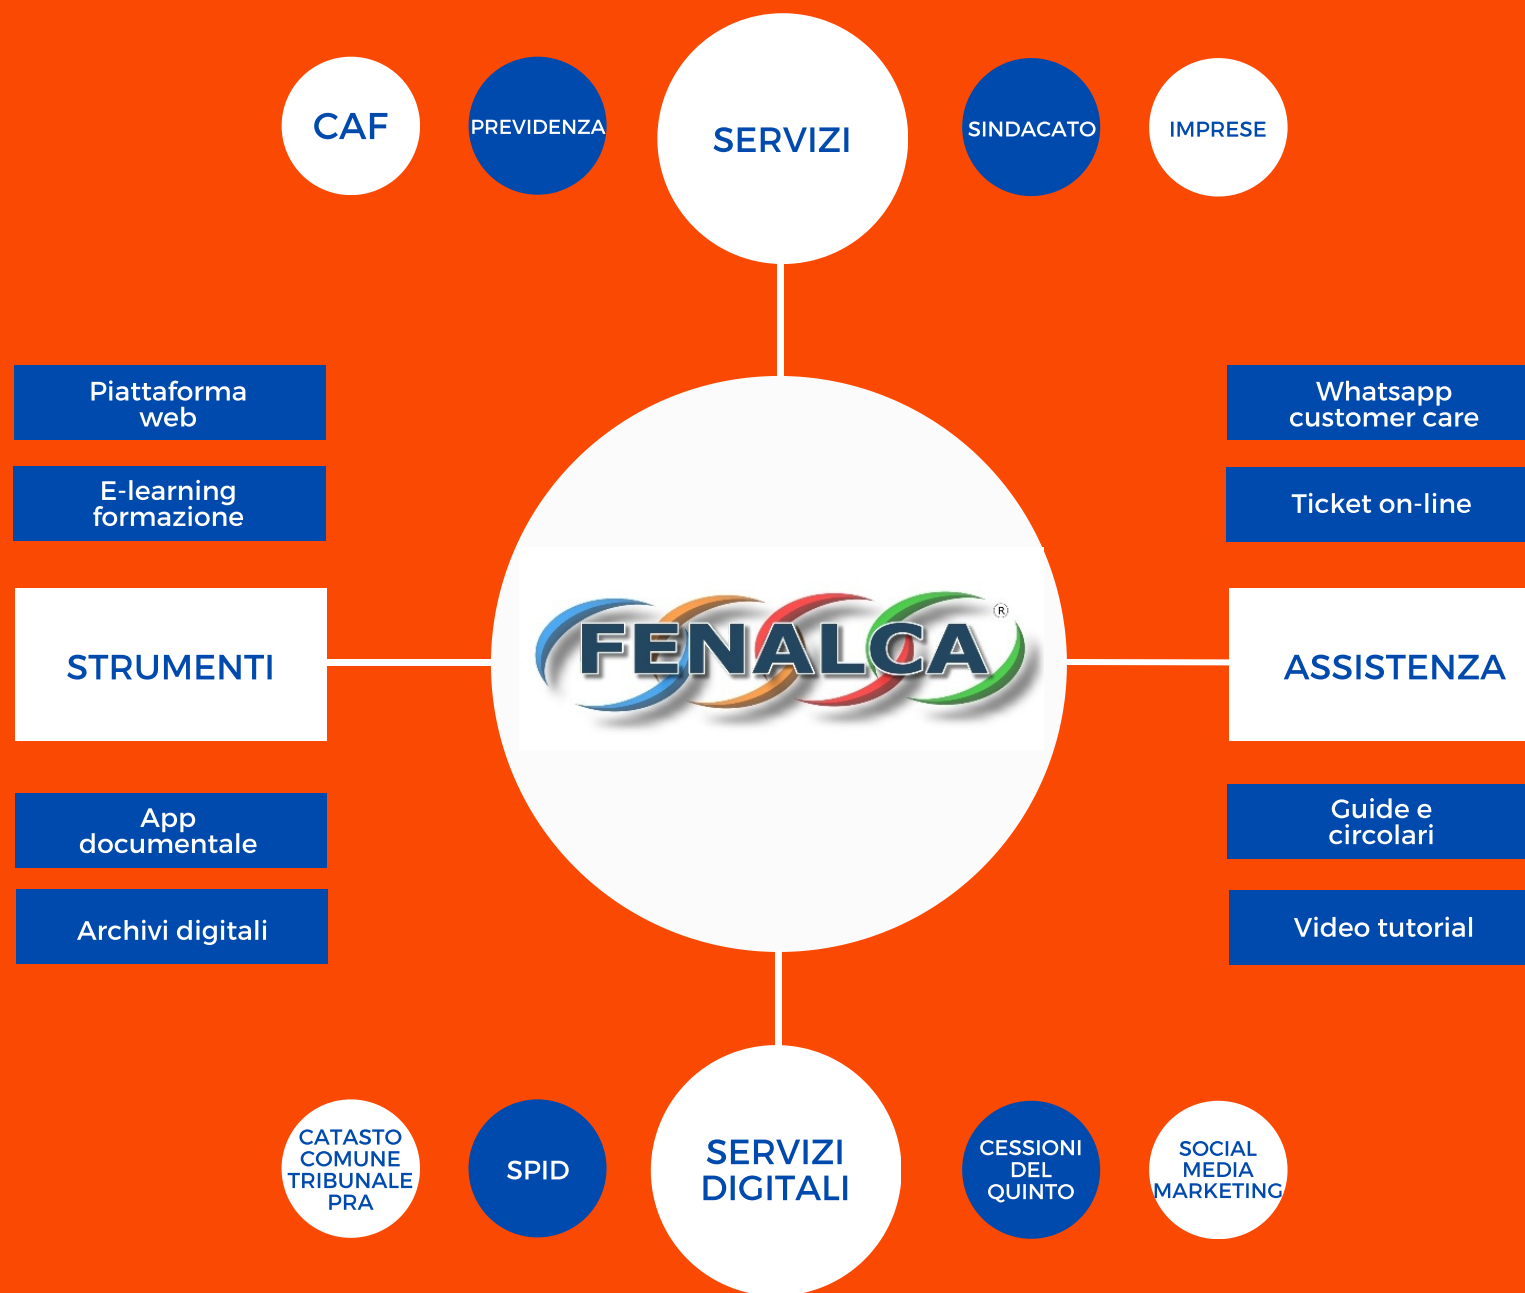 CAF
PREVIDENZA
SERVIZI
SINDACATO
IMPRESE
Piattaforma
web
E-learning
formazione
STRUMENTI
App
documentale
Archivi digitali
FENALCA
®
Whatsapp
customer care
Ticket on-line
ASSISTENZA
Guide e
circolari
Video tutorial
CATASTO
COMUNE
TRIBUNALE
PRA
SPID
SERVIZI
DIGITALI
CESSIONI
DEL
QUINTO
SOCIAL
MEDIA
MARKETING